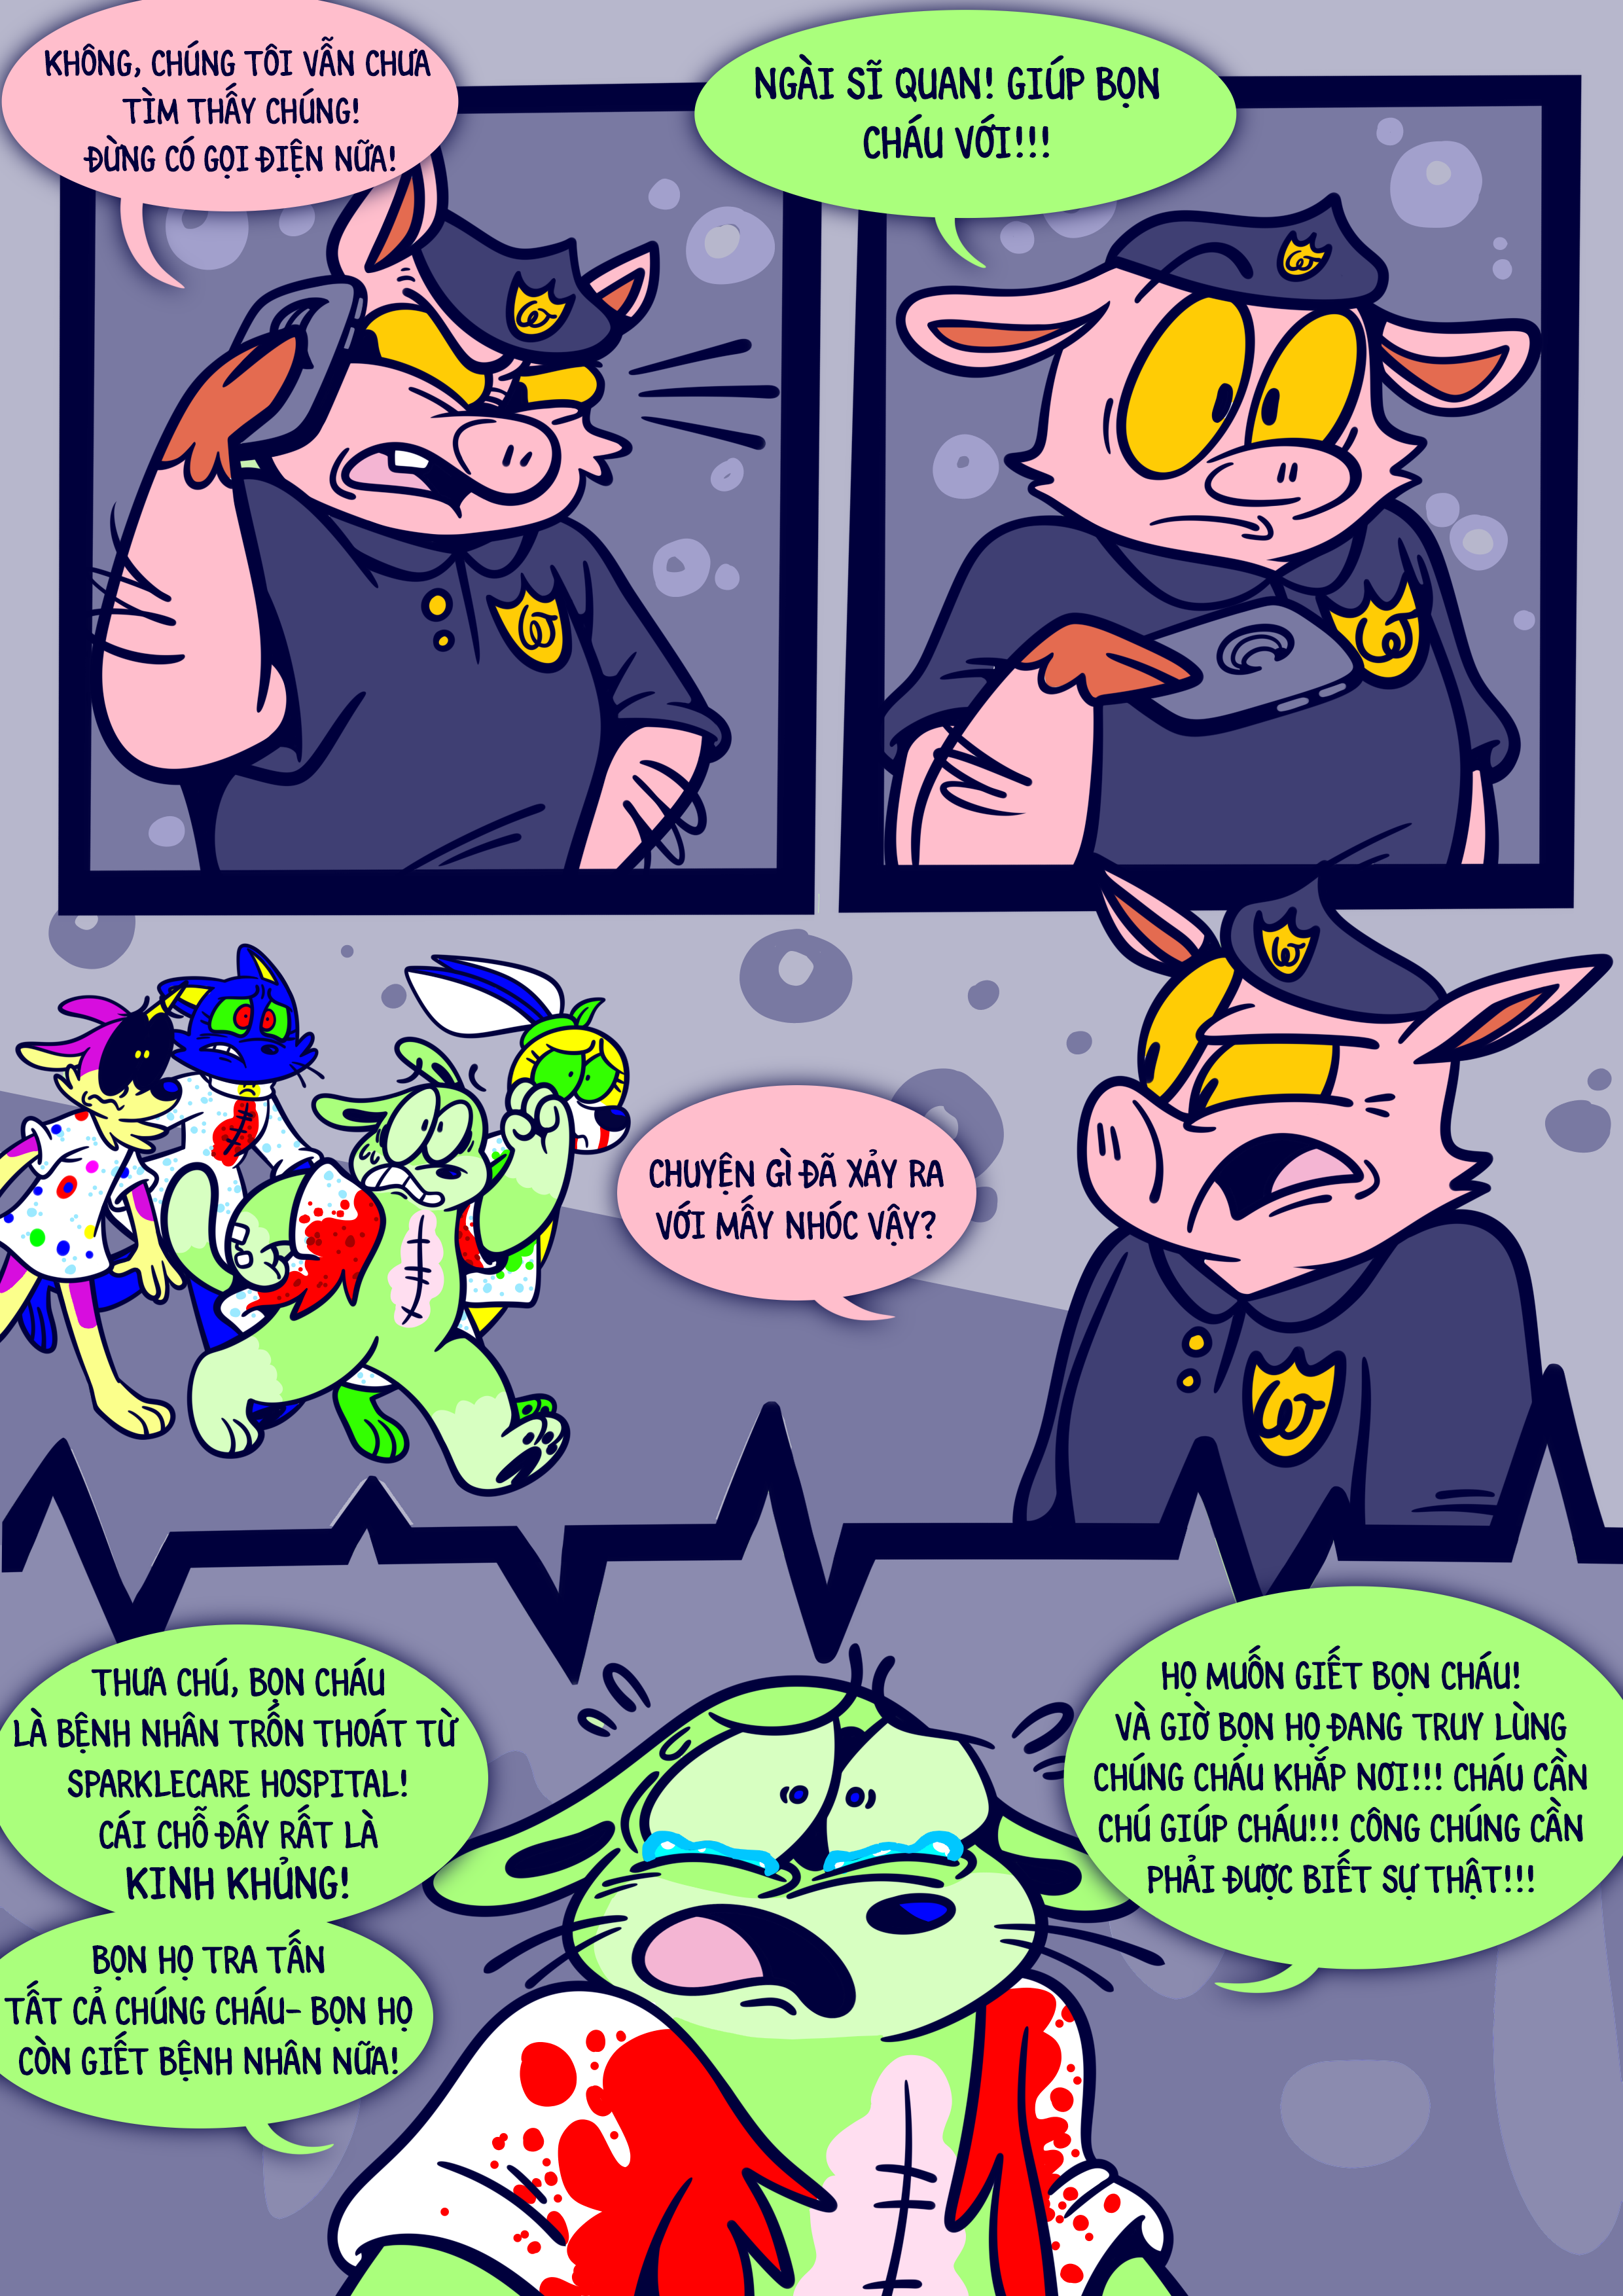 KHÔNG, CHÚNG TÔI VẪN CHƯA
TÌM THẤY CHÚNG!
ĐỪNG CÓ GỌI ĐIỆN NỮA!
NGÀI SĨ QUAN! GIÚP BỌN
CHÁU VỚI!!!
CHUYỆN GÌ ĐÃ XẢY RA
VỚI MẤY NHÓC VẬY?
THƯA CHÚ, BỌN CHÁU
LÀ BỆNH NHÂN TRỐN THOÁT TỪ
SPARKLECARE HOSPITAL!
CÁI CHỖ ĐẤY RẤT LÀ
KINH KHỦNG!
BỌN HỌ TRA TẤN
TẤT CẢ CHÚNG CHÁU- BỌN HỌ
CÒN GIẾT BỆNH NHÂN NỮA!
HỌ MUỐN GIẾT BỌN CHÁU!
VÀ GIỜ BỌN HỌ ĐANG TRUY LÙNG
CHÚNG CHÁU KHẮP NƠI!!! CHÁU CẦN
CHÚ GIÚP CHÁU!!! CÔNG CHÚNG CẦN
PHẢI ĐƯỢC BIẾT SỰ THẬT!!!